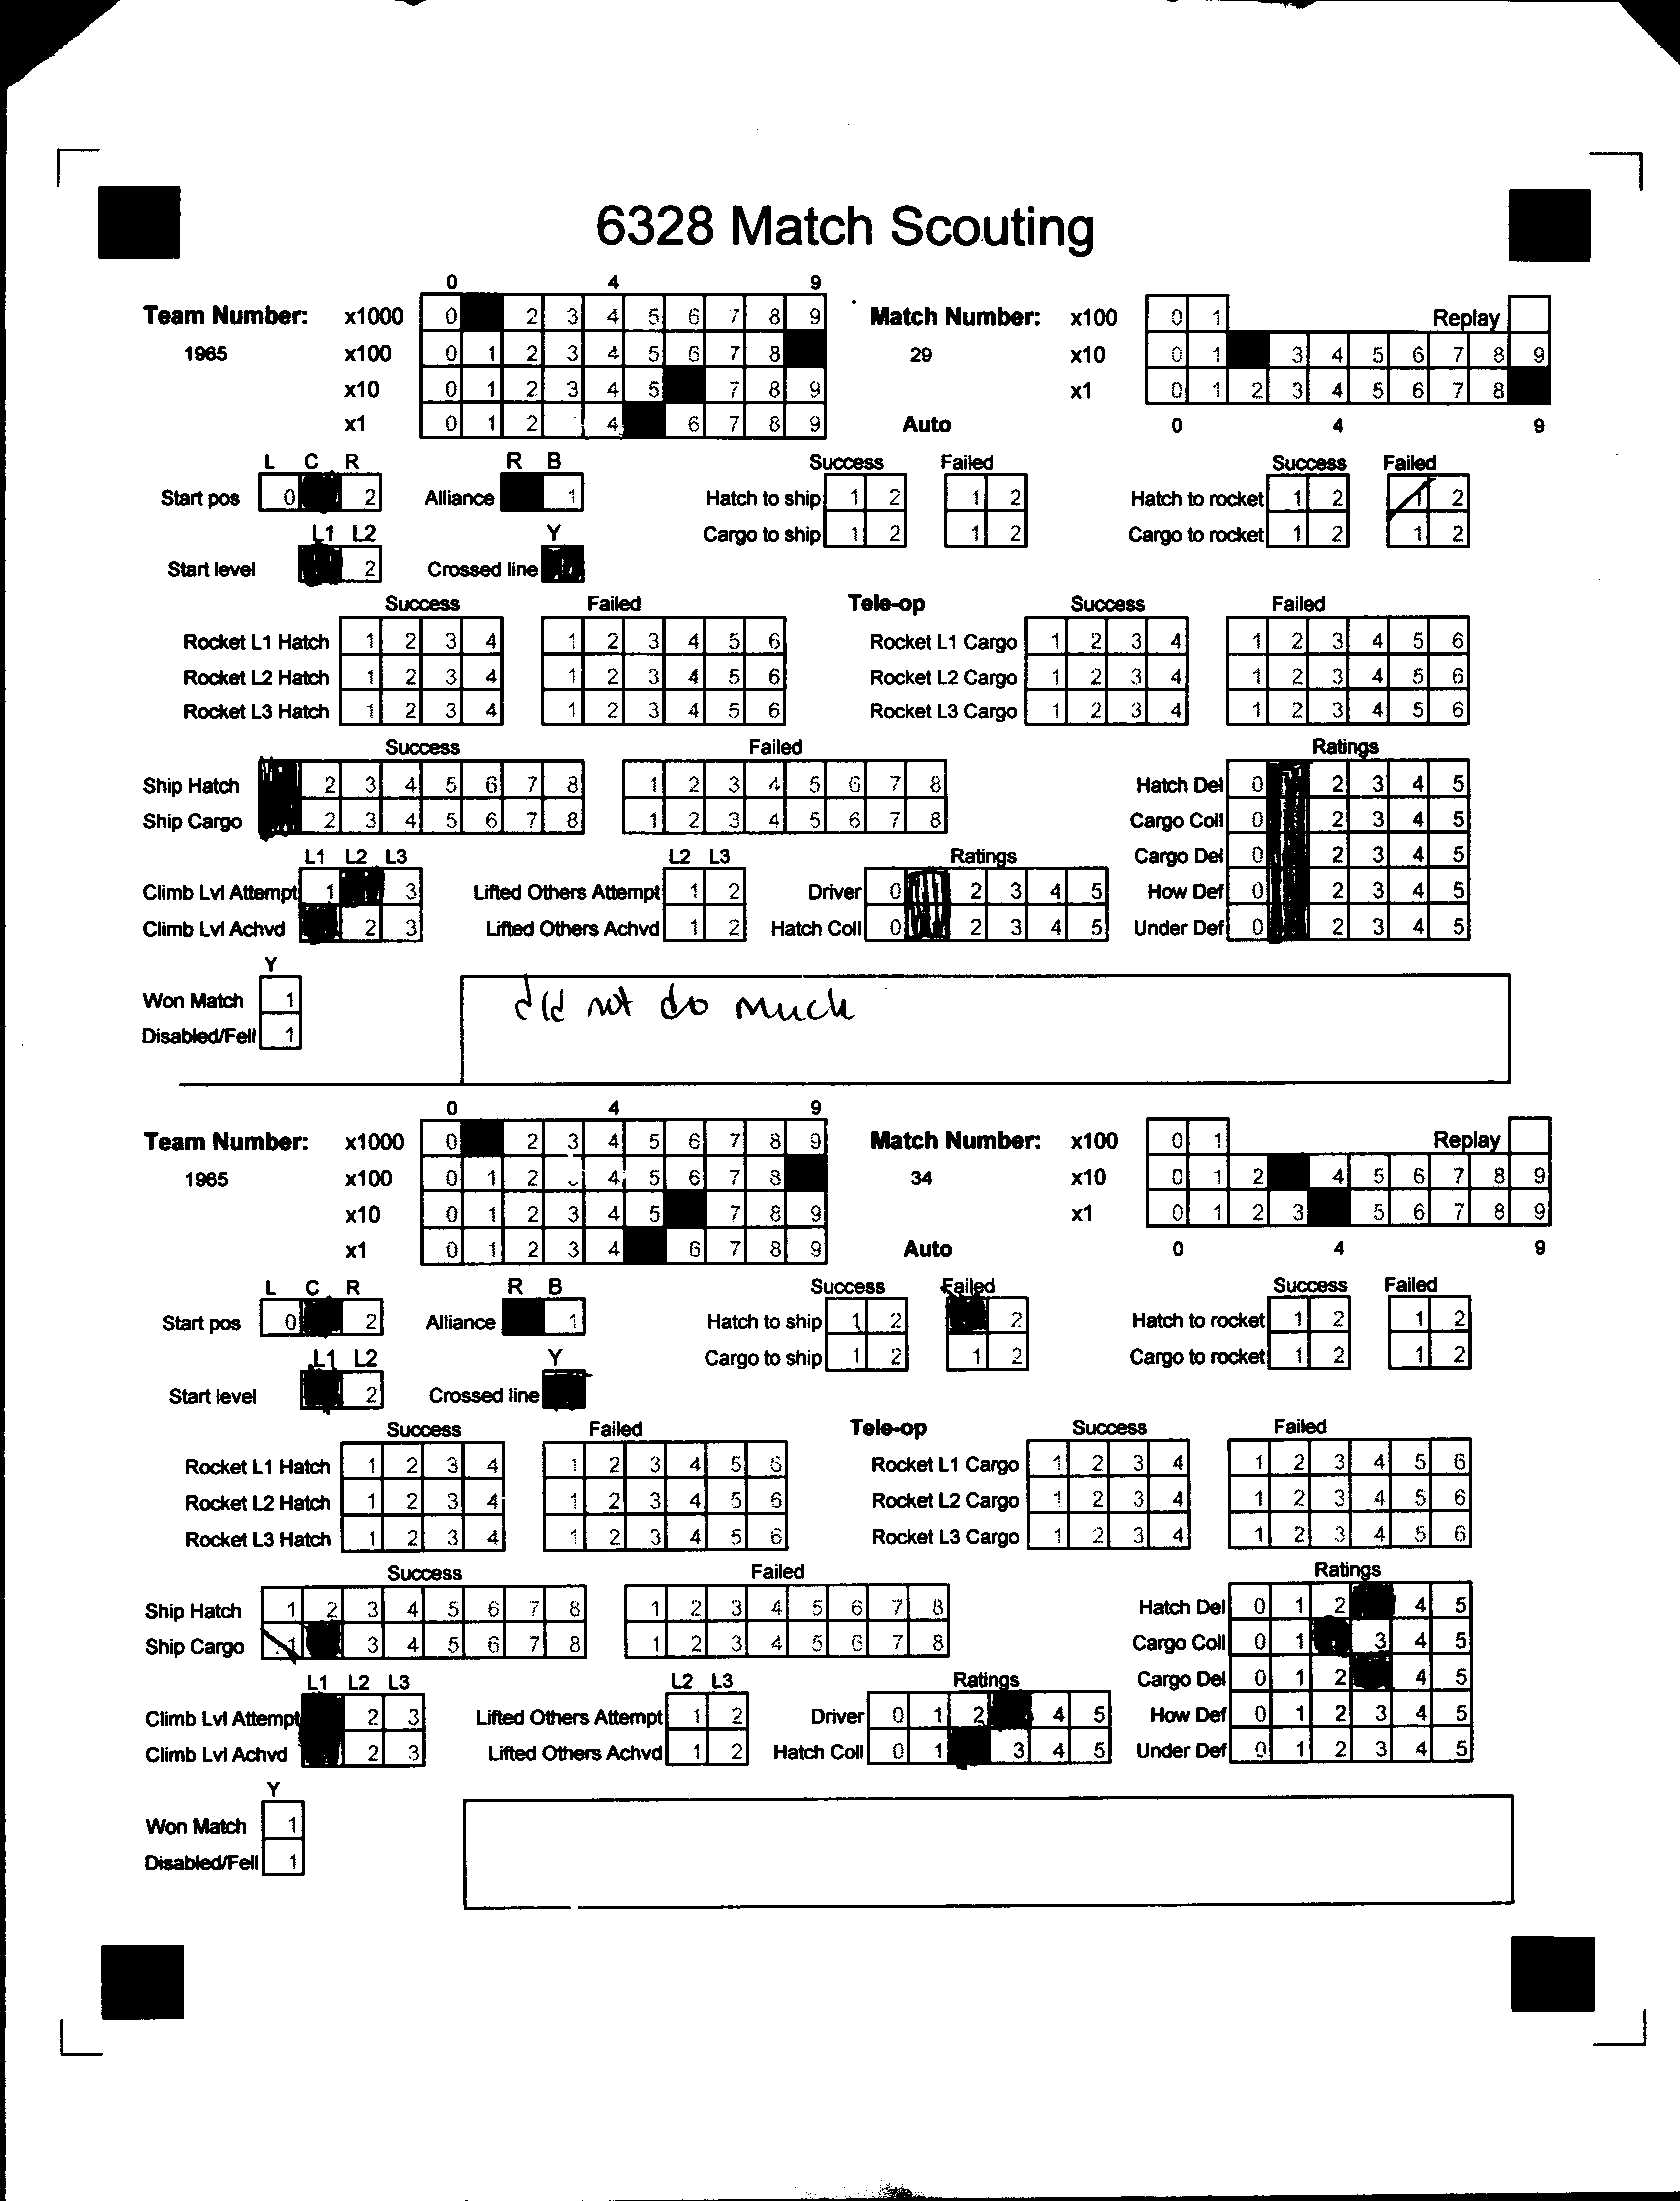 6328 Match Scouting
0 4 9
Team Number: x1000 0 2 3 4 5 6 7 8 9 Match Number: x100 0 1 Replay
1965 x100 0 1 2 3 4 5 6 7 8 29 x10 0 1 3 4 5 6 7 8 9
x10 0 1 2 3 4 5 7 8 9 x1 0 1 2 3 4 5 6 7 8
x1 0 1 2 4 6 7 8 9 Auto 0 4 9
L C R R B Success Failed Success Failed
Start pos 0 2 Alliance 1 Hatch to ship 1 2 1 2 Hatch to rocket 1 2 1 2
L1 L2 Y Cargo to ship 1 2 1 2 Cargo to rocket 1 2 1 2
Start level 2 Crossed line
Success Failed Tele-op Success Failed
Rocket L1 Hatch 1 2 3 4 1 2 3 4 5 6 Rocket L1 Cargo 1 2 3 4 1 2 3 4 5 6
Rocket L2 Hatch 1 2 3 4 1 2 3 4 5 6 Rocket L2 Cargo 1 2 3 4 1 2 3 4 5 6
Rocket L3 Hatch 1 2 3 4 1 2 3 4 5 6 Rocket L3 Cargo 1 2 3 4 1 2 3 4 5 6
Success Failed Ratings
Ship Hatch 2 3 4 5 6 7 8 1 2 3 4 5 6 7 8 Hatch Del 0 2 3 4 5
Ship Cargo 2 3 4 5 6 7 8 1 2 3 4 5 6 7 8 Cargo Coll 0 2 3 4 5
L1 L2 L3 L2 L3 Ratings Cargo Del 0 2 3 4 5
Climb Lvl Attempt 1 3 Lifted Others Attempt 1 2 Driver 0 2 3 4 5 How Def 0 2 3 4 5
Climb Lvl Achvd 2 3 Lifted Others Achvd 1 2 Hatch Coll 0 2 3 4 5 Under Def 0 2 3 4 5
Y
Won Match 1 did not do much
Disabled/Fell 1
0 4 9
Team Number: x1000 0 2 3 4 5 6 7 8 9 Match Number: x100 0 1 Replay
1965 x100 0 1 2 4 5 6 7 8 34 x10 0 1 2 4 5 6 7 8 9
x10 0 1 2 3 4 5 7 8 9 x1 0 1 2 3 5 6 7 8 9
x1 0 1 2 3 4 6 7 8 9 Auto 0 4 9
L C R R B Success Failed Success Failed
Start pos 0 2 Alliance 1 Hatch to ship 1 2 2 Hatch to rocket 1 2 1 2
L1 L2 Y Cargo to ship 1 2 1 2 Cargo to rocket 1 2 1 2
Start level 2 Crossed line
Success Failed Tele-op Success Failed
Rocket L1 Hatch 1 2 3 4 1 2 3 4 5 6 Rocket L1 Cargo 1 2 3 4 1 2 3 4 5 6
Rocket L2 Hatch 1 2 3 4 1 2 3 4 5 6 Rocket L2 Cargo 1 2 3 4 1 2 3 4 5 6
Rocket L3 Hatch 1 2 3 4 1 2 3 4 5 6 Rocket L3 Cargo 1 2 3 4 1 2 3 4 5 6
Success Failed Ratings
Ship Hatch 1 2 3 4 5 6 7 8 1 2 3 4 5 6 7 8 Hatch Del 0 1 2 4 5
Ship Cargo 1 3 4 5 6 7 8 1 2 3 4 5 6 7 8 Cargo Coll 0 1 3 4 5
L1 L2 L3 L2 L3 Ratings Cargo Del 0 1 2 4 5
Climb Lvl Attempt 2 3 Lifted Others Attempt 1 2 Driver 0 1 2 4 5 How Def 0 1 2 3 4 5
Climb Lvl Achvd 2 3 Lifted Others Achvd 1 2 Hatch Coll 0 1 3 4 5 Under Def 0 1 2 3 4 5
Y
Won Match 1
Disabled/Fell 1